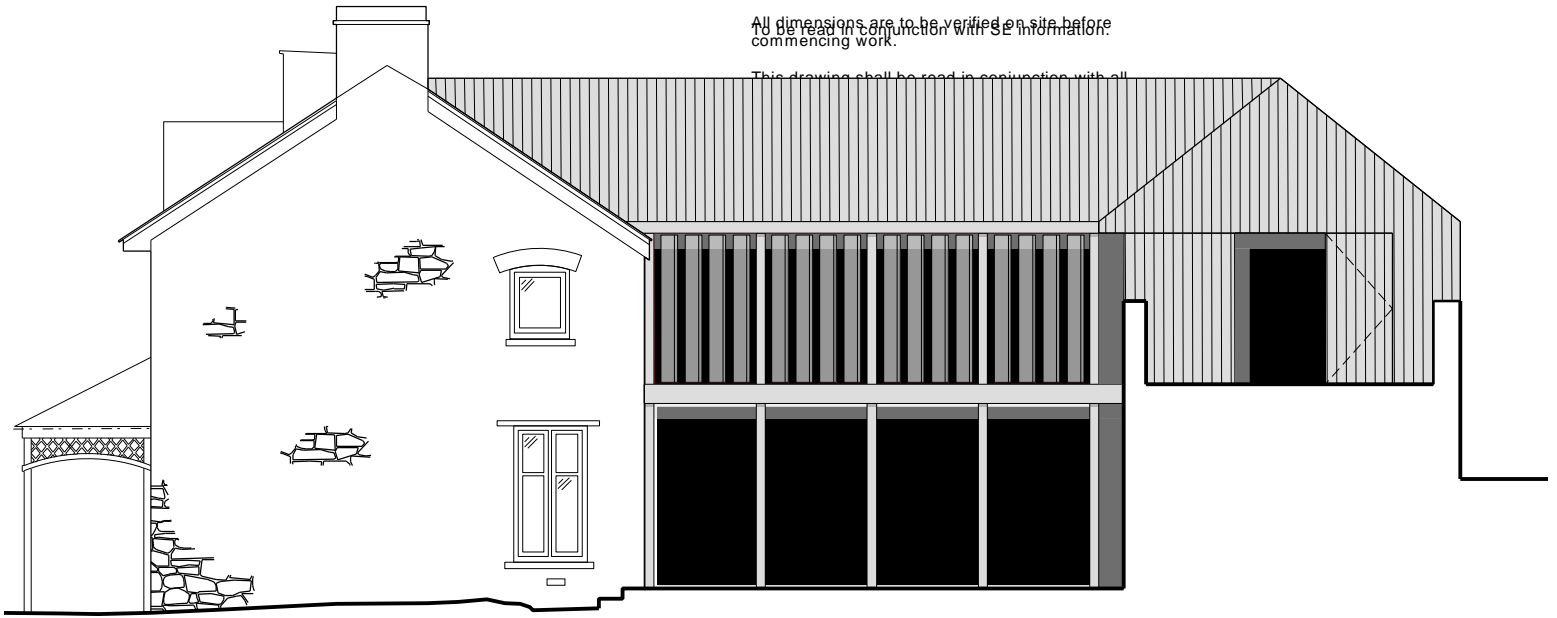 All dimensions are to be verified on site before
To be read in conjunction with SE information.
commencing work.
This drawing shall be read in conjunction with all